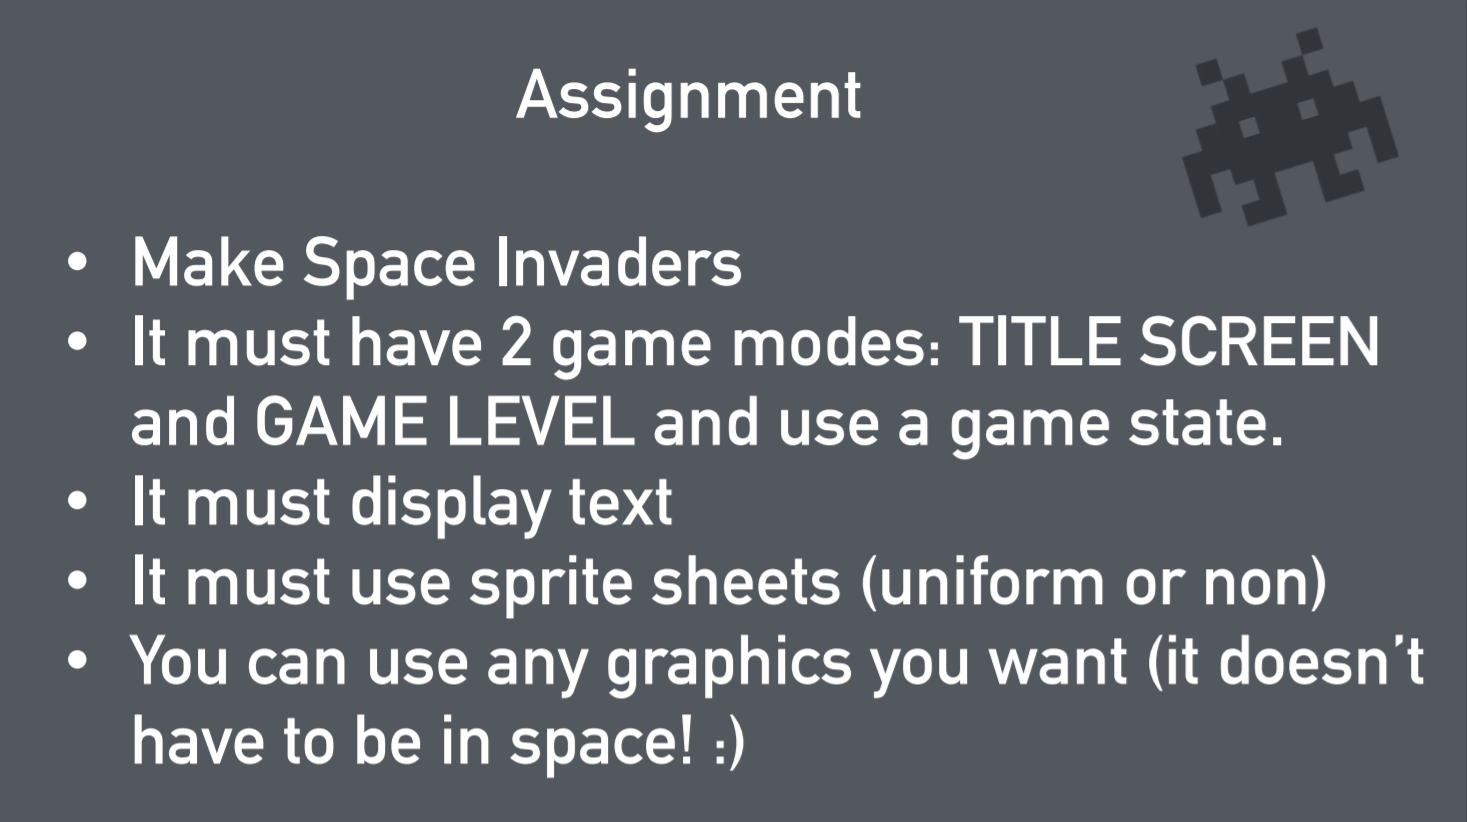 Assignment
• Make Space Invaders
• It must have 2 game modes: TITLE SCREEN
and GAME LEVEL and use a game state.
• It must display text
• It must use sprite sheets (uniform or non)
• You can use any graphics you want (it doesn’t
have to be in space! :)